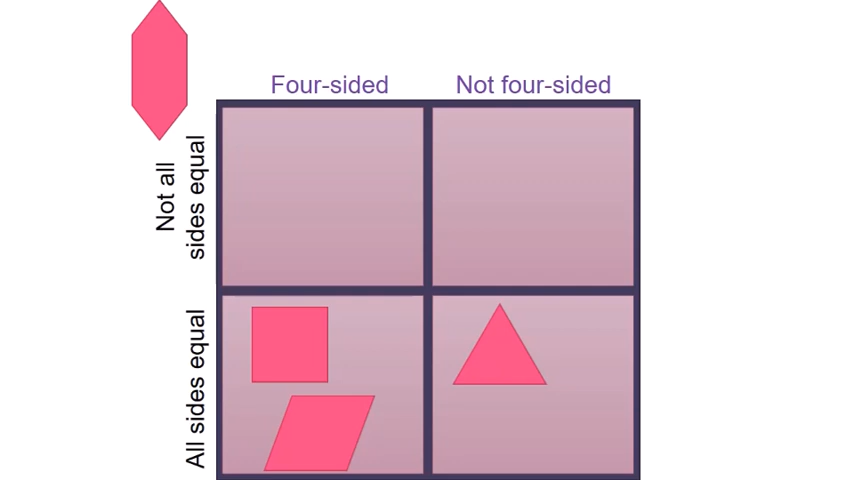 Four-sided
Not four-sided
Not all
sides equal
All sides equal